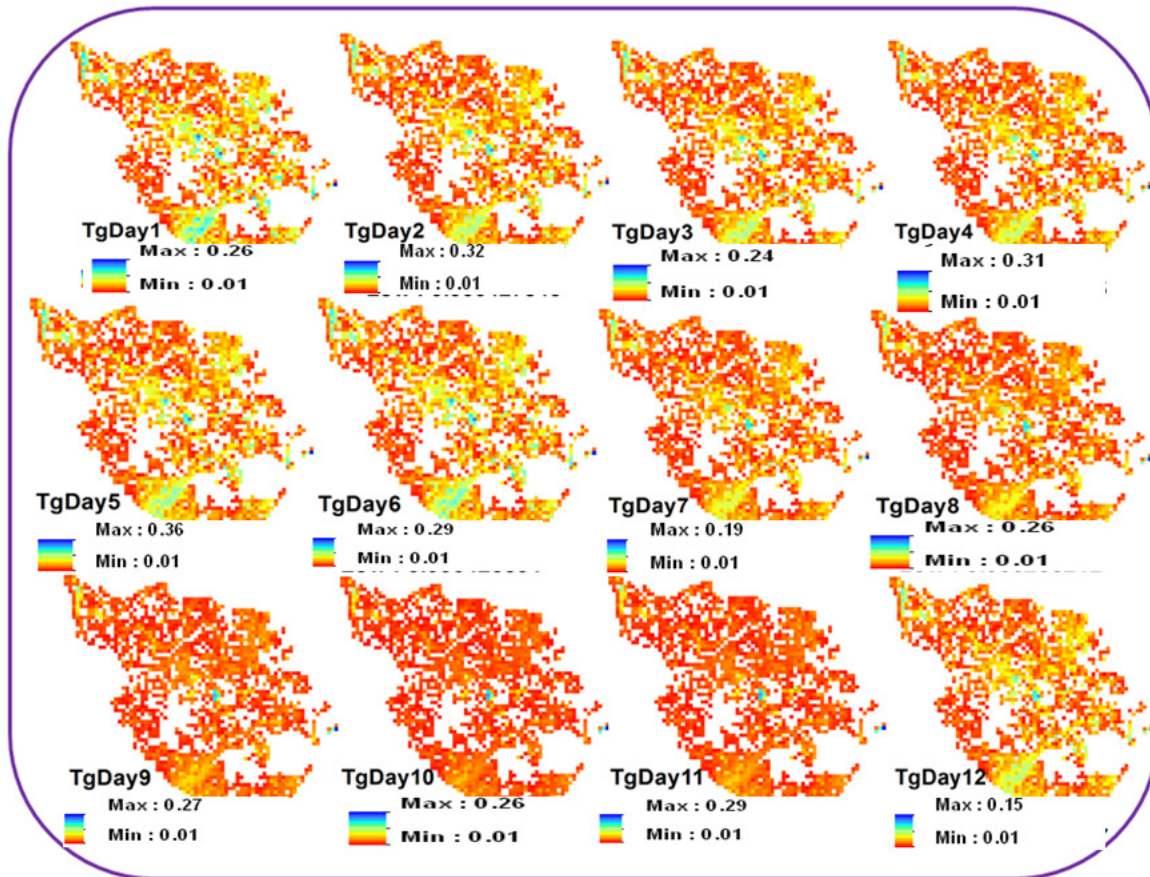 TgDay1
Max : 0.26
Min : 0.01
TgDay2
Max : 0.32
Min : 0.01
TgDay3
Max : 0.24
Min : 0.01
TgDay4
Max : 0.31
Min : 0.01
TgDay5
Max : 0.36
Min : 0.01
TgDay6
Max : 0.29
Min : 0.01
TgDay7
Max : 0.19
Min : 0.01
TgDay8
Max : 0.26
Min : 0.01
TgDay9
Max : 0.27
Min : 0.01
TgDay10
Max : 0.26
Min : 0.01
TgDay11
Max : 0.29
Min : 0.01
TgDay12
Max : 0.15
Min : 0.01